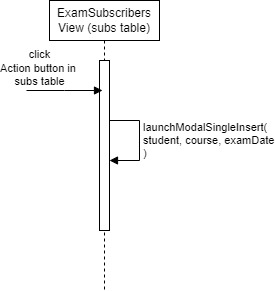 ExamSubscribers
View (subs table)
click
Action button in
subs table
launchModalSingleInsert(
student, course, examDate
)